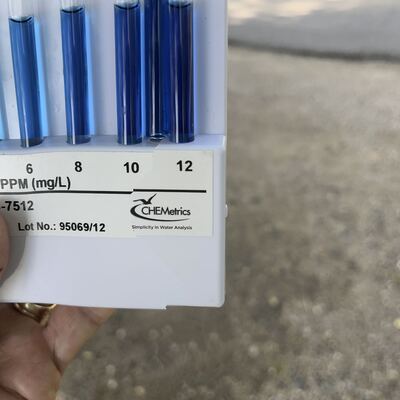 6 8 10 12
/PPM (mg/L)
-7512
CHEMetrics
Simplicity in Water Analysis
Lot No.: 95069/12